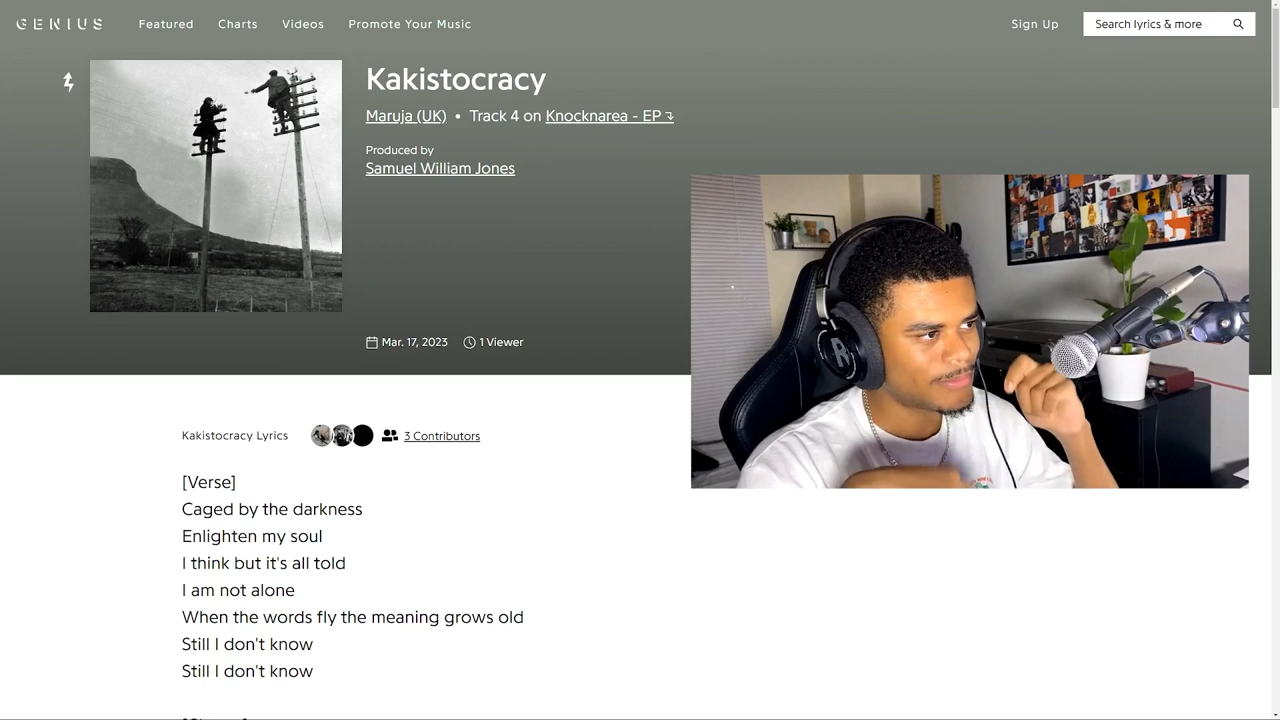 GENIUS
Featured Charts Videos Promote Your Music
Sign Up
Search lyrics & more
Kakistocracy
Maruja (UK) • Track 4 on Knocknarea - EP
Produced by
Samuel William Jones
Mar. 17, 2023 1 Viewer
Kakistocracy Lyrics
3 Contributors
[Verse]
Caged by the darkness
Enlighten my soul
I think but it's all told
I am not alone
When the words fly the meaning grows old
Still I don't know
Still I don't know